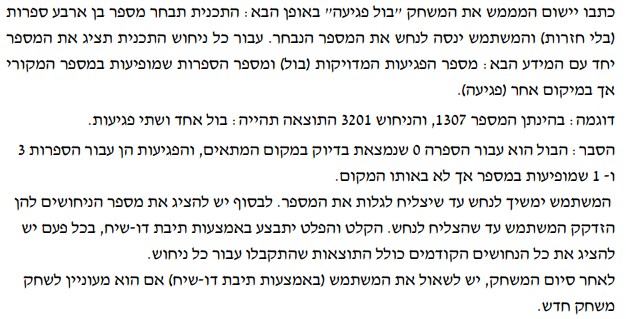 כתבו יישום המממש את המשחק "בול פגיעה" באופן הבא: התכנית תבחר מספר בן ארבע ספרות
(בלי חזרות) והמשתמש ינסה לנחש את המספר הנבחר. עבור כל ניחוש התכנית תציג את המספר
יחד עם המידע הבא: מספר הפגיעות המדויקות (בול) ומספר הספרות שמופיעות במספר המקורי
אך במיקום אחר (פגיעה).
דוגמה: בהינתן המספר 1307, והניחוש 3201 התוצאה תהייה: בול אחד ושתי פגיעות.
הסבר: הבול הוא עבור הספרה 0 שנמצאת בדיוק במקום המתאים, והפגיעות הן עבור הספרות 3
ו- 1 שמופיעות במספר אך לא באותו המקום.
המשתמש ימשיך לנחש עד שיצליח לגלות את המספר. לבסוף יש להציג את מספר הניחושים להן
הזדקק המשתמש עד שהצליח לנחש. הקלט והפלט יתבצע באמצעות תיבת דו-שיח, בכל פעם יש
להציג את כל הנחושים הקודמים כולל התוצאות שהתקבלו עבור כל ניחוש.
לאחר סיום המשחק, יש לשאול את המשתמש (באמצעות תיבת דו-שיח) אם הוא מעוניין לשחק
משחק חדש.